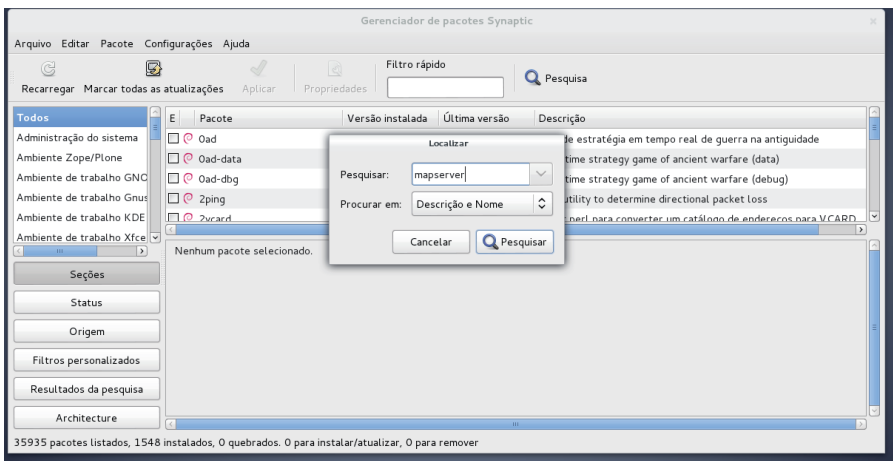 Gerenciador de pacotes Synaptic
Arquivo Editar Pacote Configurações Ajuda
Recarregar Marcar todas as atualizações Aplicar Propriedades Filtro rápido Pesquisa
Todos
Administração do sistema
Ambiente Zope/Plone
Ambiente de trabalho GNO
Ambiente de trabalho Gnus
Ambiente de trabalho KDE
Ambiente de trabalho Xfce
Seções
Status
Origem
Filtros personalizados
Resultados da pesquisa
Architecture
E Pacote Versão instalada Última versão Descrição
0ad de estratégia em tempo real de guerra na antiguidade
0ad-data time strategy game of ancient warfare (data)
0ad-dbg time strategy game of ancient warfare (debug)
2ping utility to determine directional packet loss
2vcard perl para converter um catálogo de endereços para VCARD
Nenhum pacote selecionado.
Localizar
Pesquisar: mapserver
Procurar em: Descrição e Nome
Cancelar Pesquisar
35935 pacotes listados, 1548 instalados, 0 quebrados. 0 para instalar/atualizar, 0 para remover